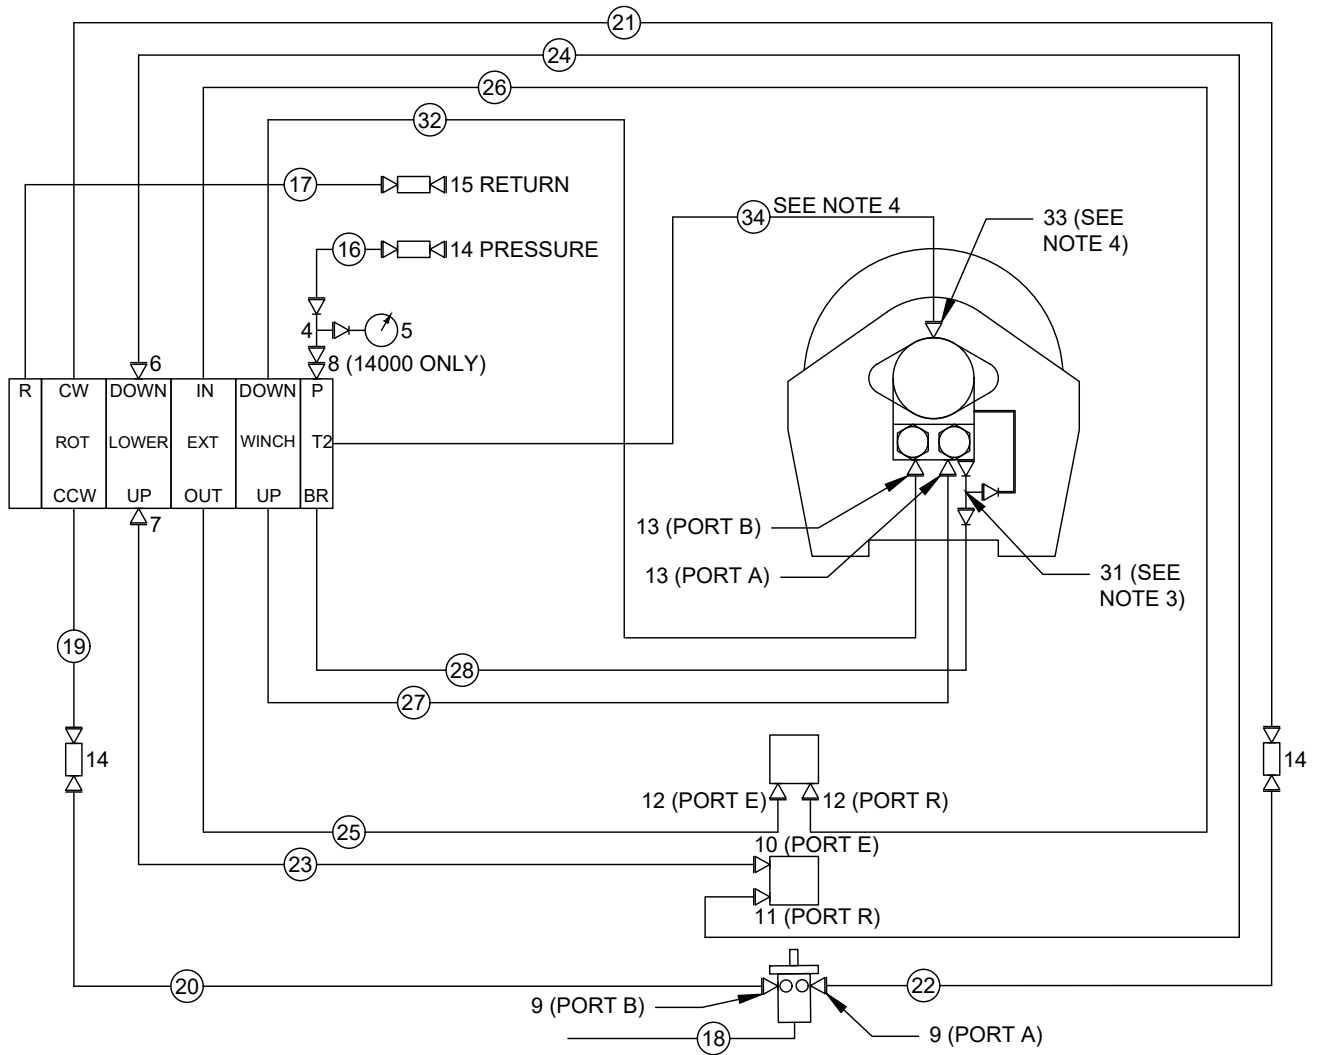 21
24
26
32
17
15 RETURN
34
SEE NOTE 4
33 (SEE
NOTE 4)
16
14 PRESSURE
4
5
6
8 (14000 ONLY)
R
CW
DOWN
IN
DOWN
P
ROT
LOWER
EXT
WINCH
T2
CCW
UP
OUT
UP
BR
7
13 (PORT B)
13 (PORT A)
31 (SEE
NOTE 3)
19
28
27
14
14
12 (PORT E)
12 (PORT R)
25
10 (PORT E)
23
11 (PORT R)
20
22
9 (PORT B)
9 (PORT A)
18